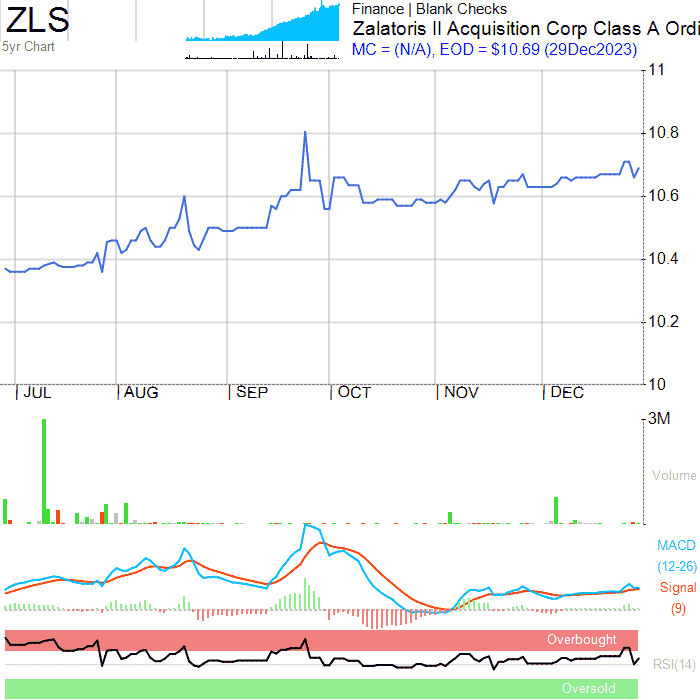 ZLS
5yr Chart
Finance | Blank Checks
Zalatoris II Acquisition Corp Class A Ordi
MC = (N/A), EOD = $10.69 (29Dec2023)
11
10.8
10.6
10.4
10.2
10
JUL AUG SEP OCT NOV DEC
3M
Volume
MACD
(12-26)
Signal
(9)
Overbought
RSI(14)
Oversold